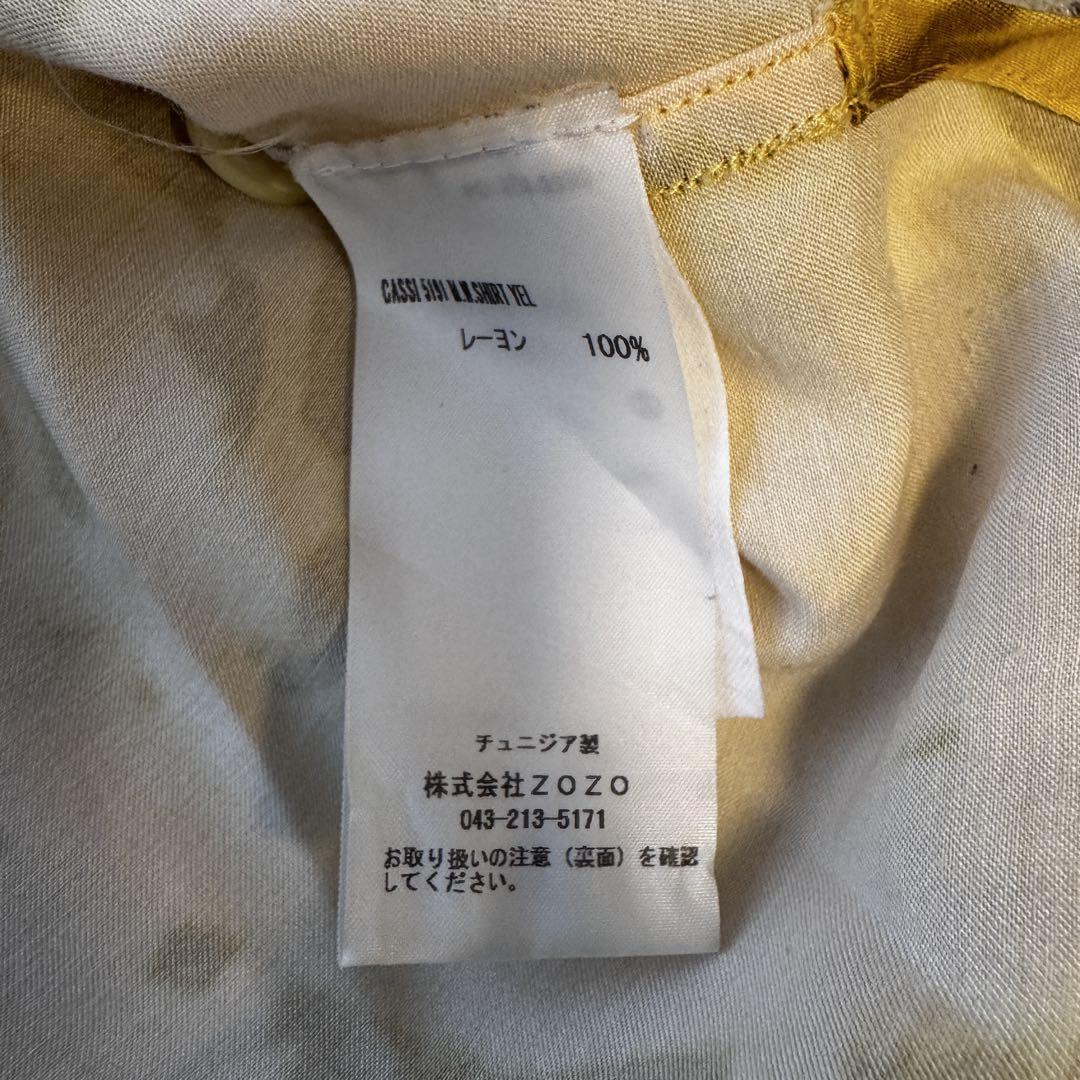 CASSI 5191 M.M.SHIRT YEL
レーヨン 100%
チュニジア製
株式会社ZOZO
043-213-5171
お取り扱いの注意(裏面)を確認
してください。